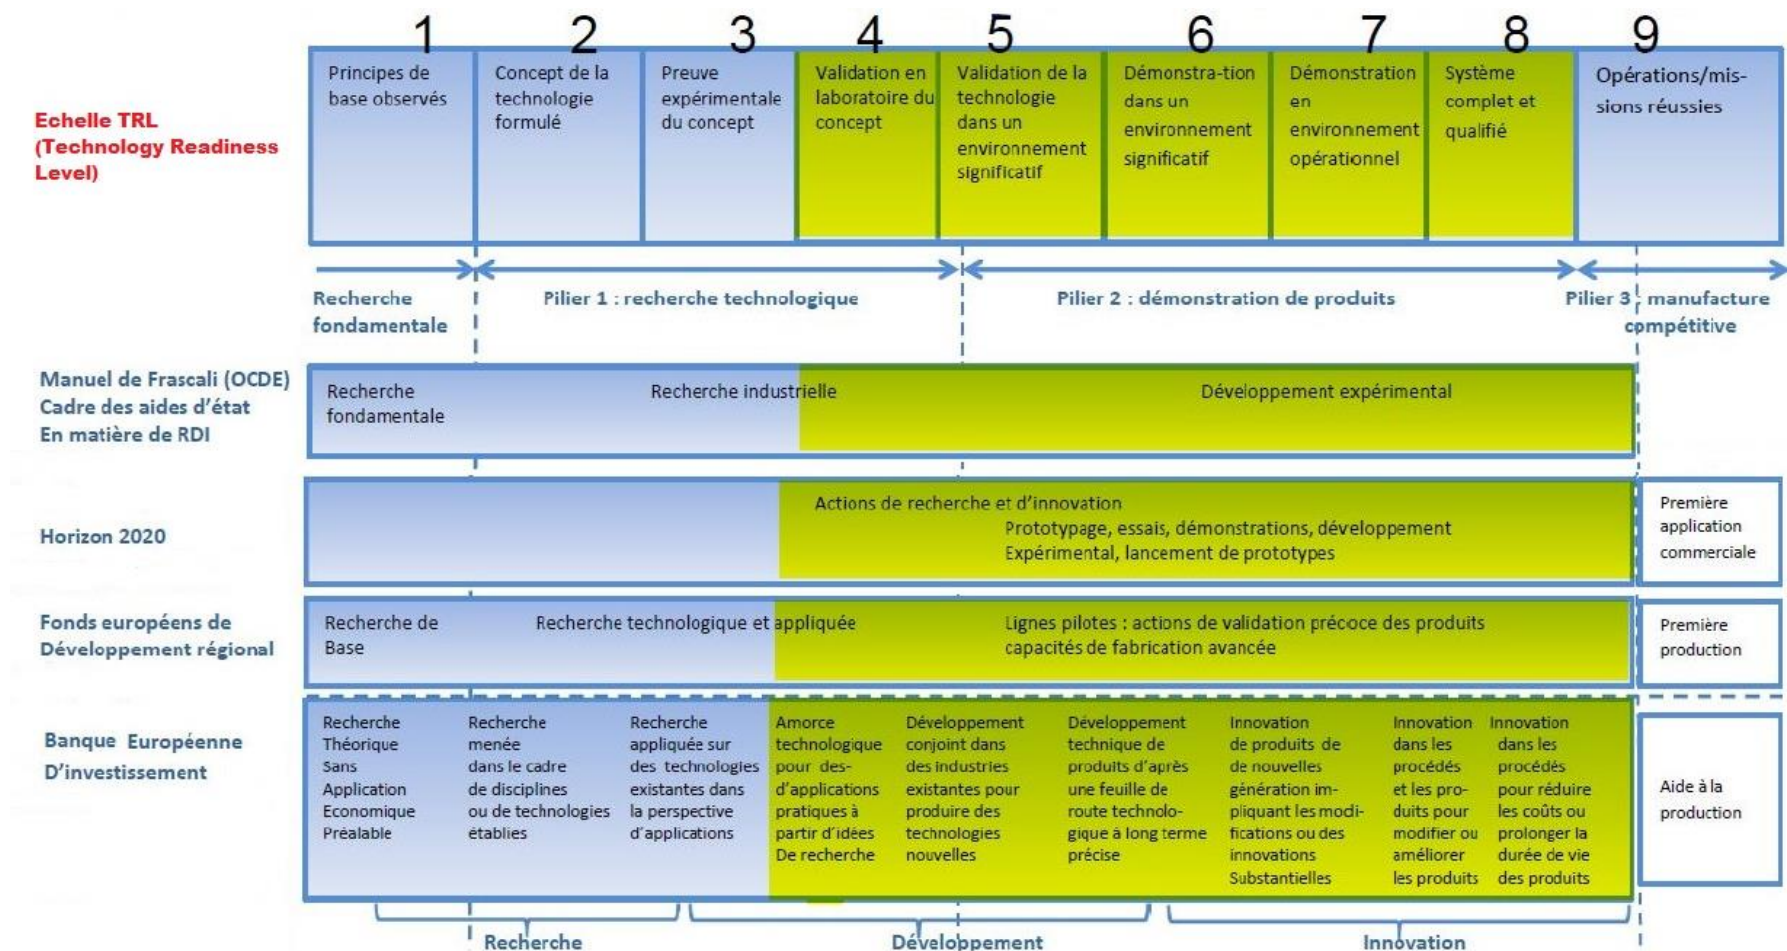 1 2 3 4 5 6 7 8 9
Echelle TRL
(Technology Readiness
Level)
Principes de
base observés
Concept de la
technologie
formulé
Preuve
expérimentale
du concept
Validation en
laboratoire du
concept
Validation de la
technologie
dans un
environnement
significatif
Démonstra-tion
dans un
environnement
significatif
Démonstration
en
environnement
opérationnel
Système
complet et
qualifié
Opérations/mis-
sions réussies
Recherche
fondamentale
Pilier 1 : recherche technologique
Pilier 2 : démonstration de produits
Pilier 3 : manufacture
compétitive
Manuel de Frascali (OCDE)
Cadre des aides d'état
En matière de RDI
Recherche
fondamentale
Recherche industrielle
Développement expérimental
Horizon 2020
Actions de recherche et d'innovation
Prototypage, essais, démonstrations, développement
Expérimental, lancement de prototypes
Première
application
commerciale
Fonds européens de
Développement régional
Recherche de
Base
Recherche technologique et appliquée
Lignes pilotes : actions de validation précoce des produits
capacités de fabrication avancée
Première
production
Banque Européenne
D'investissement
Recherche
Théorique
Sans
Application
Economique
Préalable
Recherche
menée
dans le cadre
de disciplines
ou de technologies
établies
Recherche
appliquée sur
des technologies
existantes dans
la perspective
d'applications
Amorce
technologique
pour des-
d'applications
pratiques à
partir d'idées
De recherche
Développement
conjoint dans
des industries
existantes pour
produire des
technologies
nouvelles
Développement
technique de
produits d'après
une feuille de
route technolo-
gique à long terme
précise
Innovation
de produits de
de nouvelles
génération im-
pliquant les modi-
fications ou des
innovations
Substantielles
Innovation
dans les
procédés
et les pro-
duits pour
modifier ou
améliorer
les produits
Innovation
dans les
procédés
pour réduire
les coûts ou
prolonger la
durée de vie
des produits
Aide à la
production
Recherche
Développement
Innovation